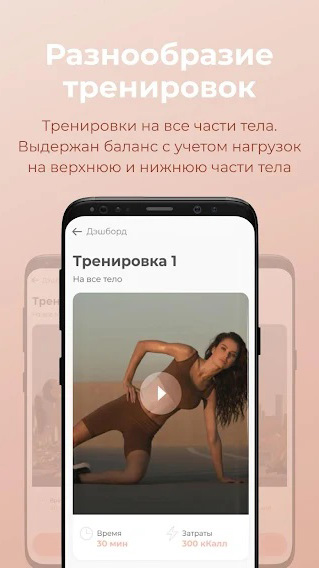 Разнообразие
тренировок
Тренировки на все части тела.
Выдержан баланс с учетом нагрузок
на верхнюю и нижнюю части тела
Дэшборд
Тренировка 1
На все тело
Время
30 мин
Затраты
300 кКалл